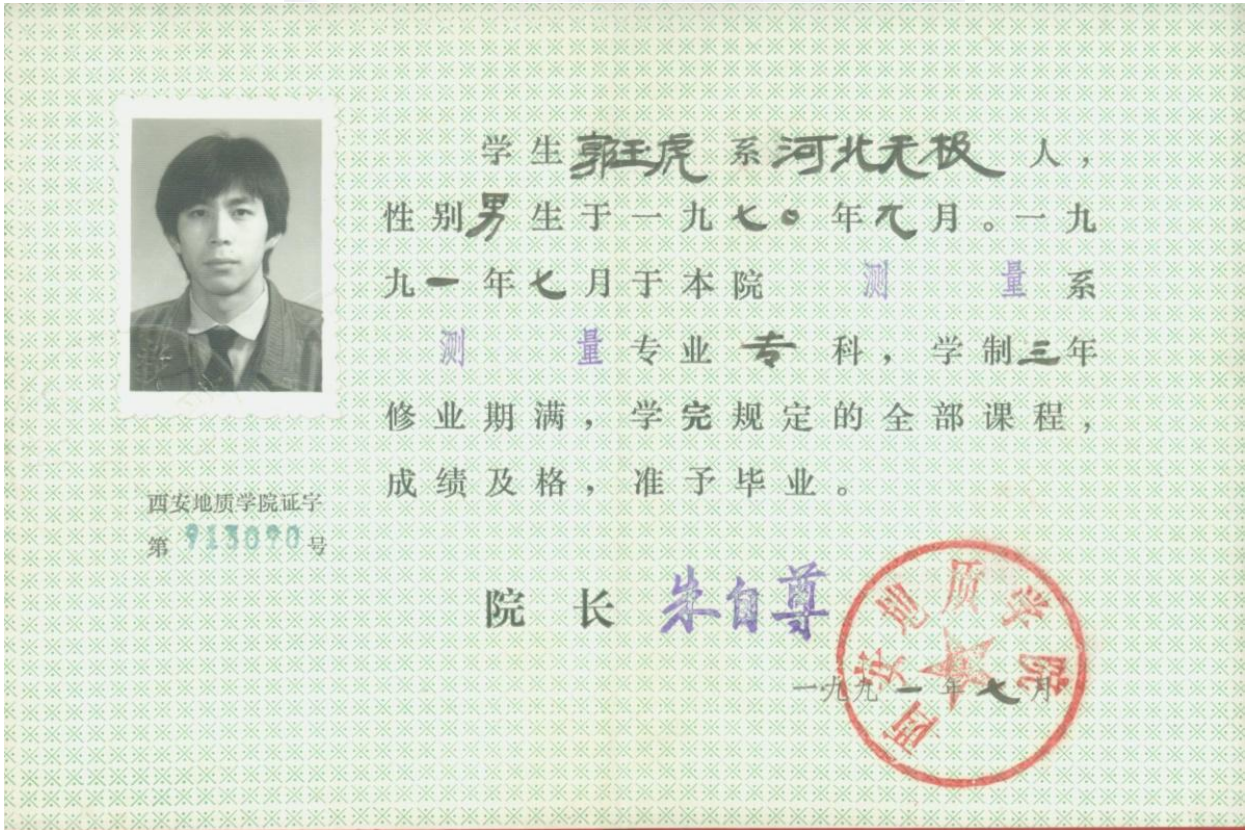 学生郭玉虎系河北无极人，
性别男生于一九七〇年九月。一九
九一年七月于本院测量系
测量专业专科，学制三年
修业期满，学完规定的全部课程，
成绩及格，准予毕业。
西安地质学院证字
第913090号
院长 朱自尊
西安地质学院
一九九一年七月